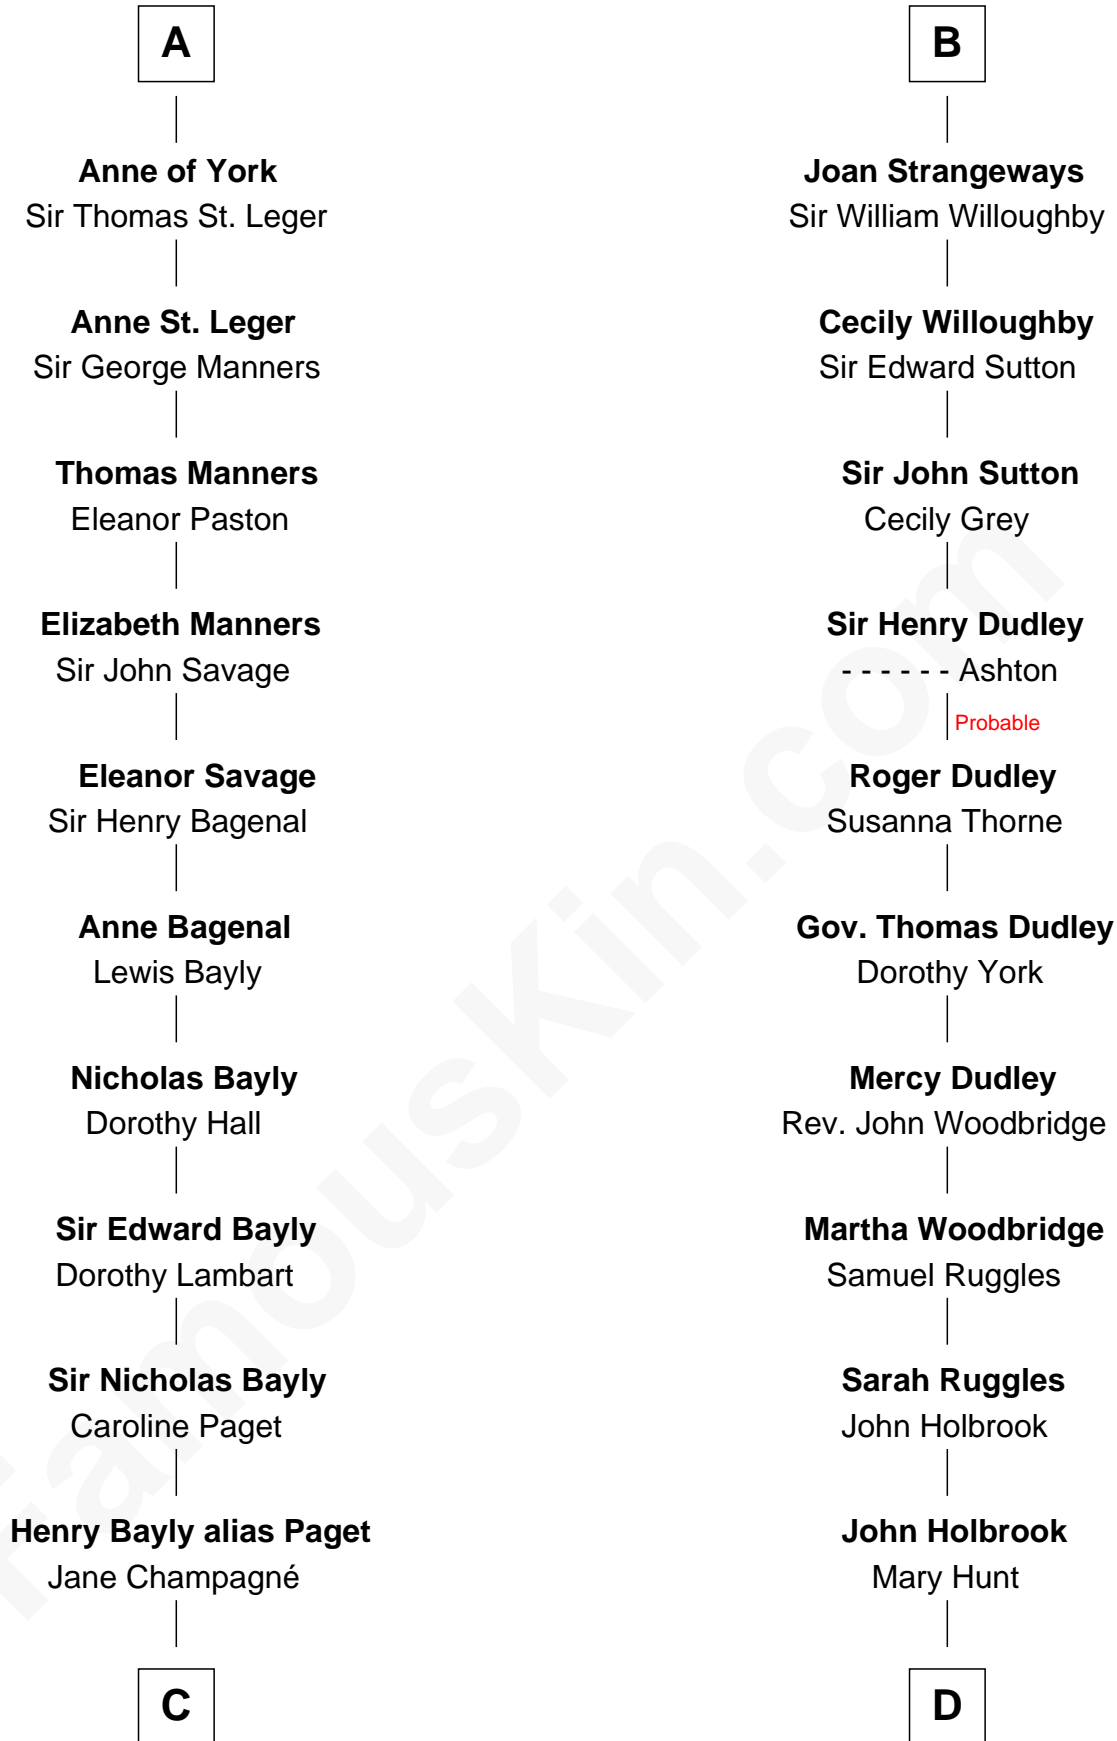 A
Anne of York
Sir Thomas St. Leger
Anne St. Leger
Sir George Manners
Thomas Manners
Eleanor Paston
Elizabeth Manners
Sir John Savage
Eleanor Savage
Sir Henry Bagenal
Anne Bagenal
Lewis Bayly
Nicholas Bayly
Dorothy Hall
Sir Edward Bayly
Dorothy Lambart
Sir Nicholas Bayly
Caroline Paget
Henry Bayly alias Paget
Jane Champagné
C
B
Joan Strangeways
Sir William Willoughby
Cecily Willoughby
Sir Edward Sutton
Sir John Sutton
Cecily Grey
Sir Henry Dudley
- - - - - - Ashton
Probable
Roger Dudley
Susanna Thorne
Gov. Thomas Dudley
Dorothy York
Mercy Dudley
Rev. John Woodbridge
Martha Woodbridge
Samuel Ruggles
Sarah Ruggles
John Holbrook
John Holbrook
Mary Hunt
D
FamousKin.com